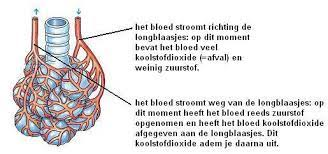 het bloed stroomt richting de
longblaasjes: op dit moment
bevat het bloed veel
koolstofdioxide (=afval) en
weinig zuurstof.
het bloed stroomt weg van de longblaasjes: op
dit moment heeft het bloed reeds zuurstof
opgenomen en heeft het bloed koolstofdioxide
afgegeven aan de longblaasjes. Dit
koolstofdioxide adem je daarna uit.